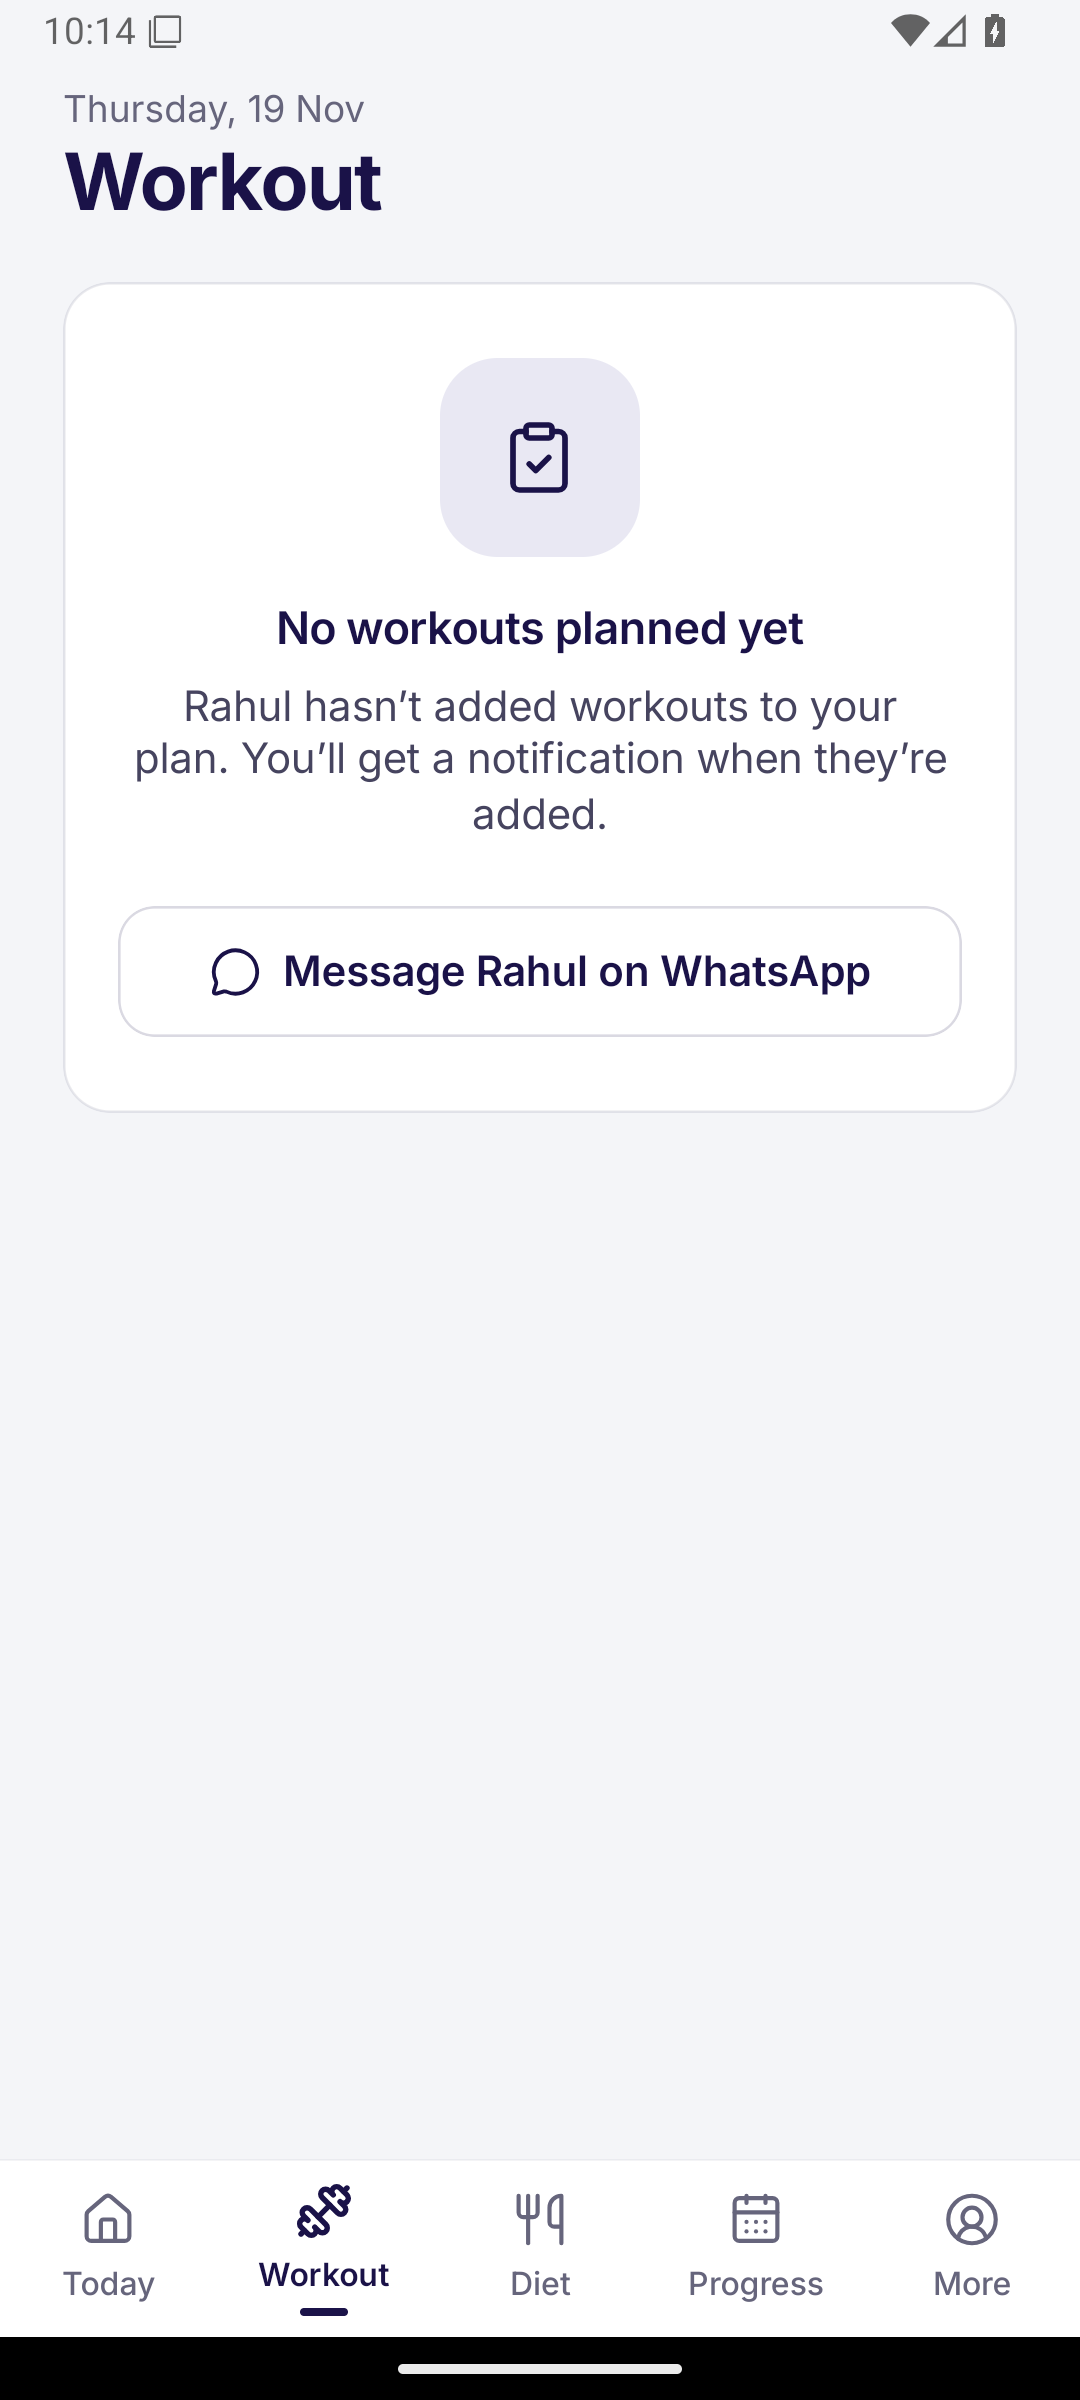 10:14
Thursday, 19 Nov
Workout
No workouts planned yet
Rahul hasn’t added workouts to your
plan. You’ll get a notification when they’re
added.
Message Rahul on WhatsApp
Today
Workout
Diet
Progress
More